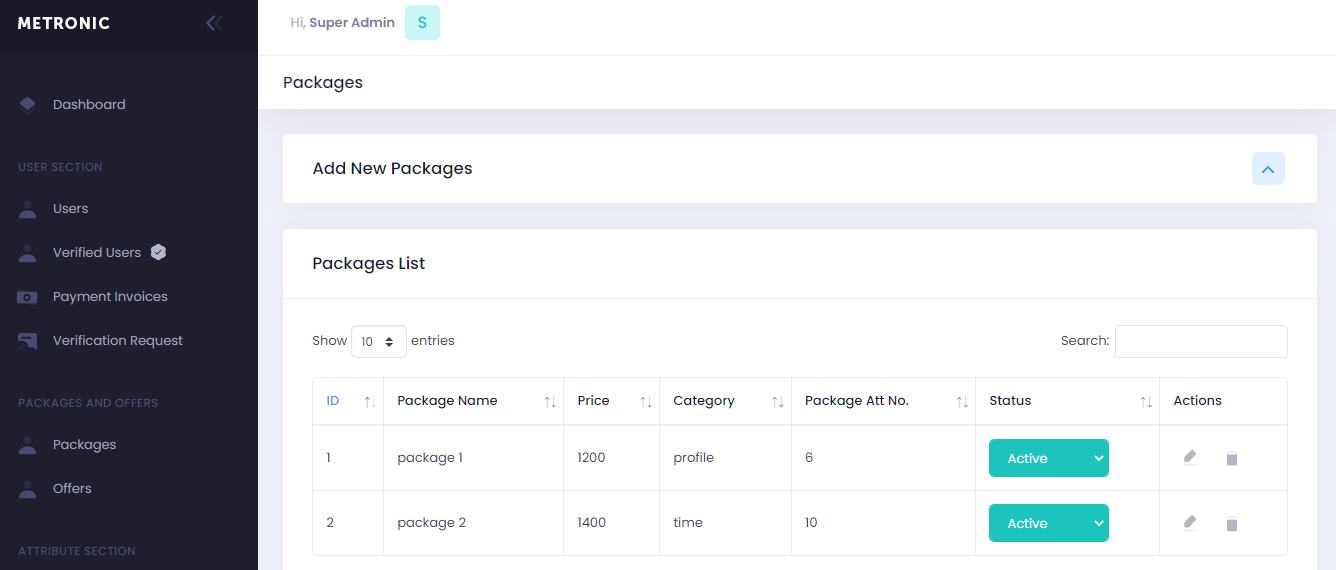 METRONIC
Hi, Super Admin S
Dashboard
USER SECTION
Users
Verified Users
Payment Invoices
Verification Request
PACKAGES AND OFFERS
Packages
Offers
ATTRIBUTE SECTION
Packages
Add New Packages
Packages List
Show 10 entries
Search:
ID Package Name Price Category Package Att No. Status Actions
1 package 1 1200 profile 6 Active
2 package 2 1400 time 10 Active